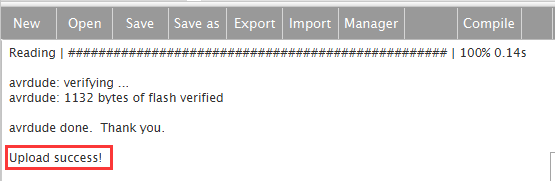 New Open Save Save as Export Import Manager Compile
Reading | ################################################## | 100% 0.14s
avrdude: verifying ...
avrdude: 1132 bytes of flash verified
avrdude done.  Thank you.
Upload success!